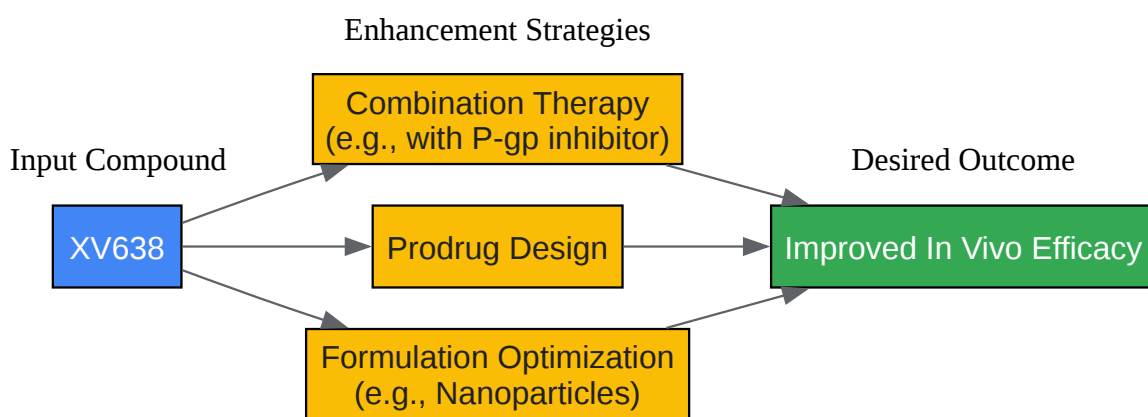 Enhancement Strategies
Combination Therapy
(e.g., with P-gp inhibitor)
Input Compound
Desired Outcome
XV638
Prodrug Design
Improved In Vivo Efficacy
Formulation Optimization
(e.g., Nanoparticles)